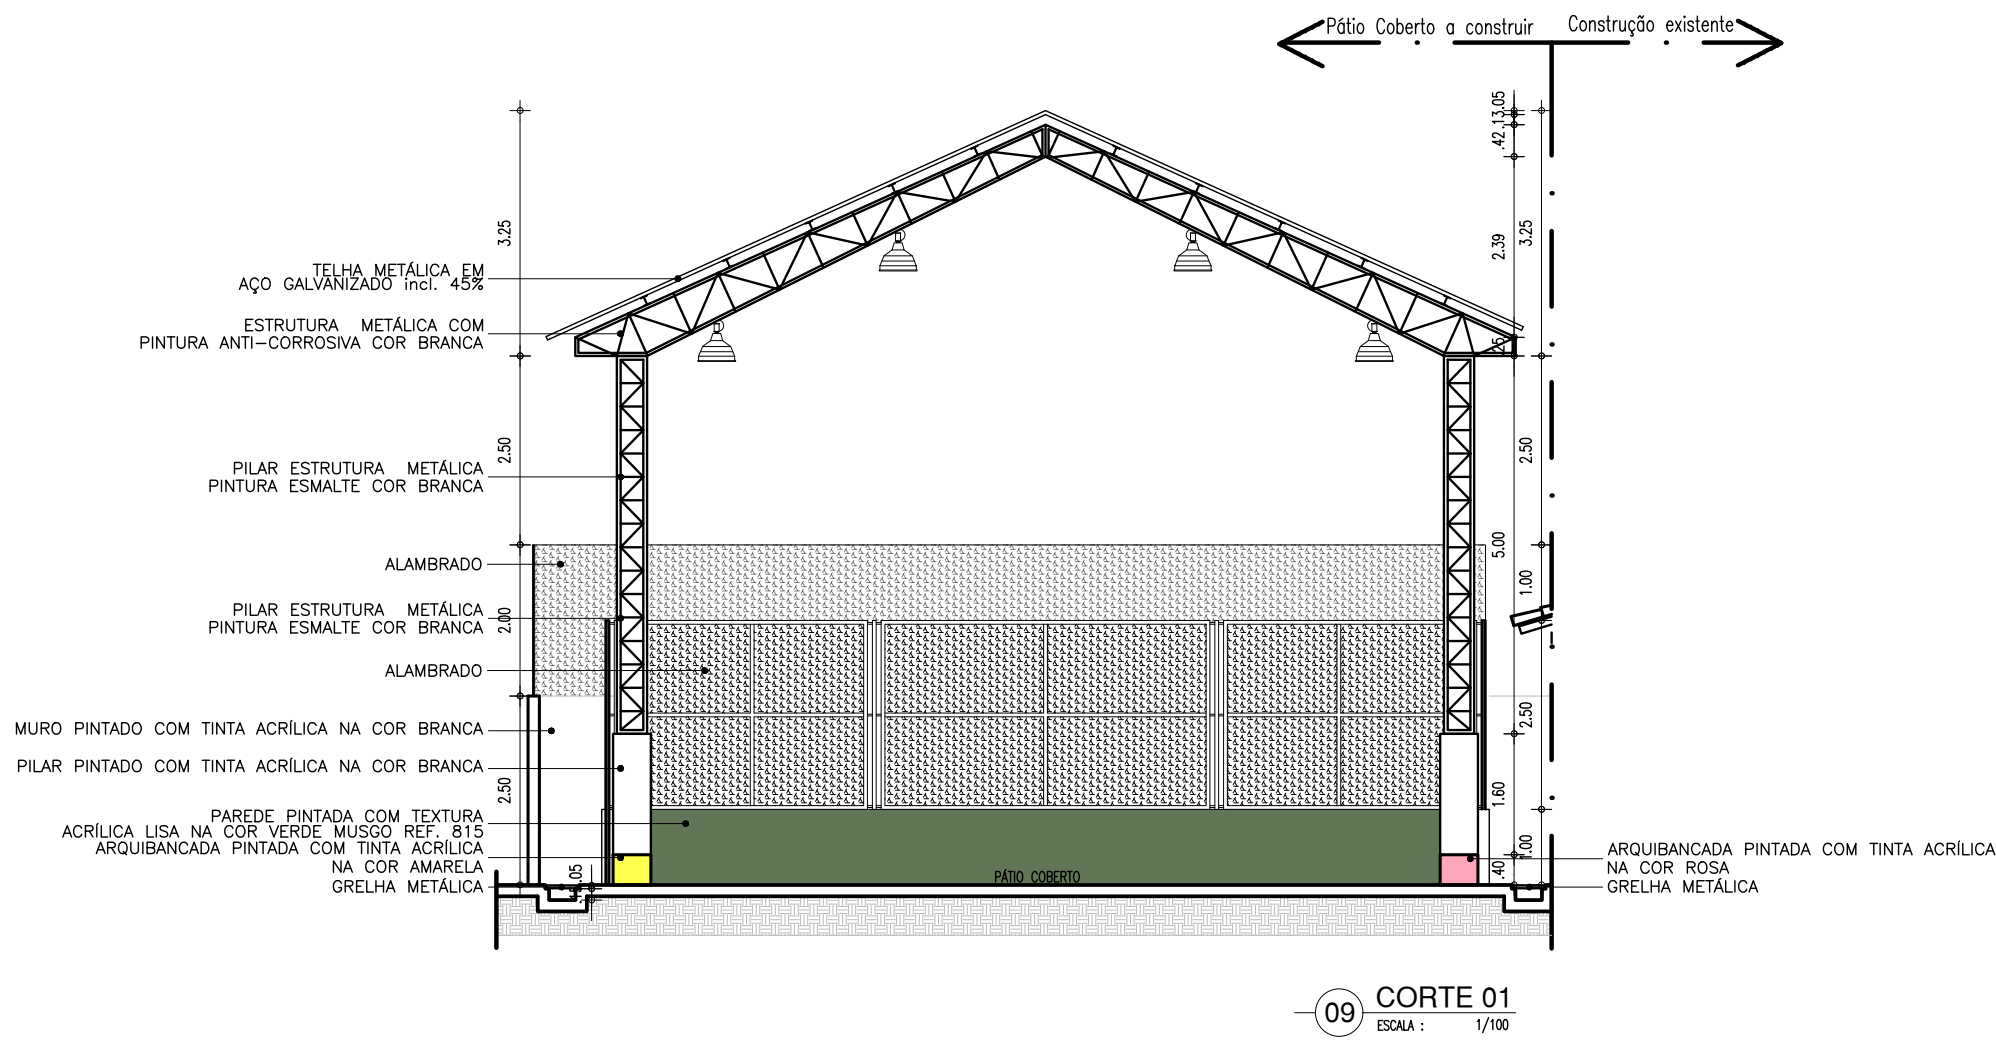 Pátio Coberto a construir
Construção existente
3.25
2.50
2.00
2.50
TELHA METÁLICA EM
AÇO GALVANIZADO incl. 45%
ESTRUTURA METÁLICA COM
PINTURA ANTI-CORROSIVA COR BRANCA
PILAR ESTRUTURA METÁLICA
PINTURA ESMALTE COR BRANCA
ALAMBRADO
PILAR ESTRUTURA METÁLICA
PINTURA ESMALTE COR BRANCA
ALAMBRADO
MURO PINTADO COM TINTA ACRÍLICA NA COR BRANCA
PILAR PINTADO COM TINTA ACRÍLICA NA COR BRANCA
PAREDE PINTADA COM TEXTURA
ACRÍLICA LISA NA COR VERDE MUSGO REF. 815
ARQUIBANCADA PINTADA COM TINTA ACRÍLICA
NA COR AMARELA
GRELHA METÁLICA
.05
PÁTIO COBERTO
.05
.13
.42
2.39
.25
5.00
1.60
.40
3.25
2.50
1.00
2.50
1.00
ARQUIBANCADA PINTADA COM TINTA ACRÍLICA
NA COR ROSA
GRELHA METÁLICA
09
CORTE 01
ESCALA : 1/100